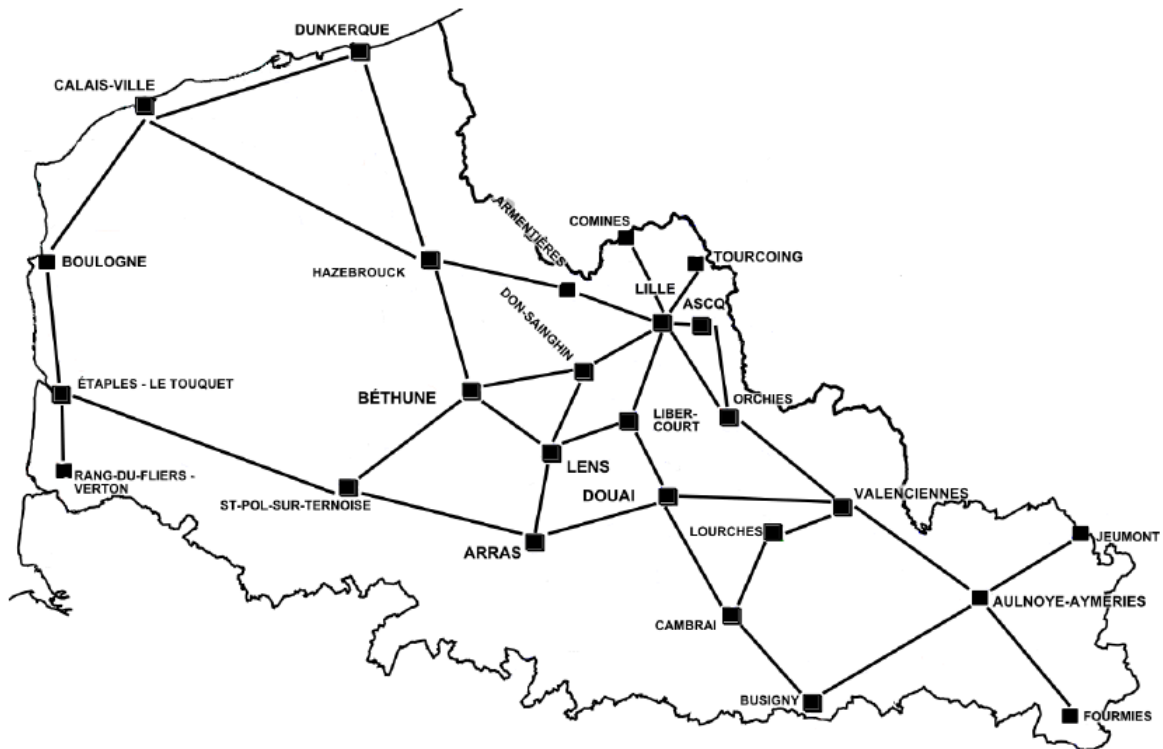 DUNKERQUE
CALAIS-VILLE
ARMENTIÈRES
COMINES
BOULOGNE
TOURCOING
HAZEBROUCK
LILLE
DON-SAINGHIN
ASCQ
ÉTAPLES - LE TOUQUET
BÉTHUNE
ORCHIES
LIBER-
COURT
LENS
RANG-DU-FLIERS -
VERTON
ST-POL-SUR-TERNOISE
DOUAI
VALENCIENNES
LOURCHES
JEUMONT
ARRAS
AULNOYE-AYMERIES
CAMBRAI
BUSIGNY
FOURMIES